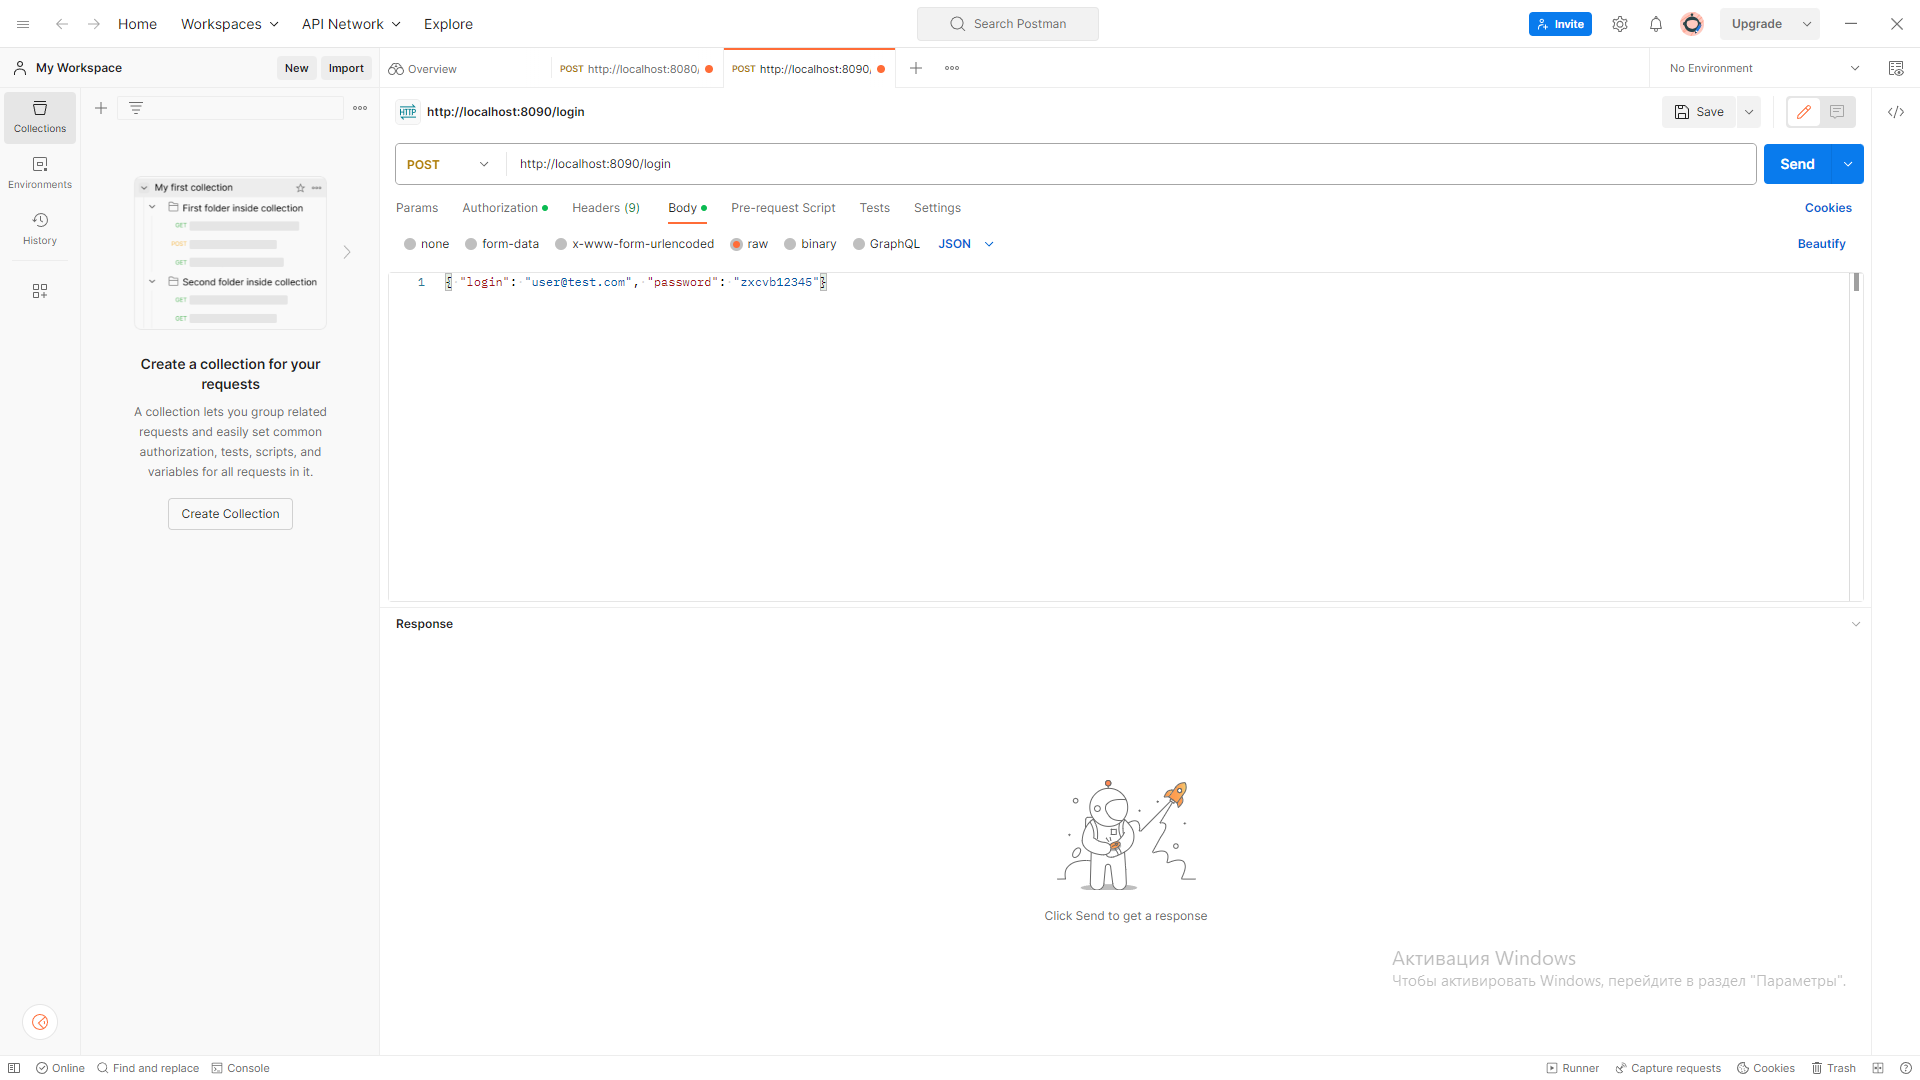 Home
Workspaces
API Network
Explore
Search Postman
Invite
Upgrade
My Workspace
New
Import
Overview
POST http://localhost:8080/
POST http://localhost:8090/
No Environment
Collections
Environments
History
My first collection
First folder inside collection
GET
POST
GET
Second folder inside collection
GET
GET
Create a collection for your
requests
A collection lets you group related
requests and easily set common
authorization, tests, scripts, and
variables for all requests in it.
Create Collection
HTTP http://localhost:8090/login
Save
POST
http://localhost:8090/login
Send
Params
Authorization
Headers (9)
Body
Pre-request Script
Tests
Settings
Cookies
none
form-data
x-www-form-urlencoded
raw
binary
GraphQL
JSON
Beautify
1 { "login": "user@test.com", "password": "zxcvb12345"}
Response
Click Send to get a response
Активация Windows
Чтобы активировать Windows, перейдите в раздел "Параметры".
Online
Find and replace
Console
Runner
Capture requests
Cookies
Trash